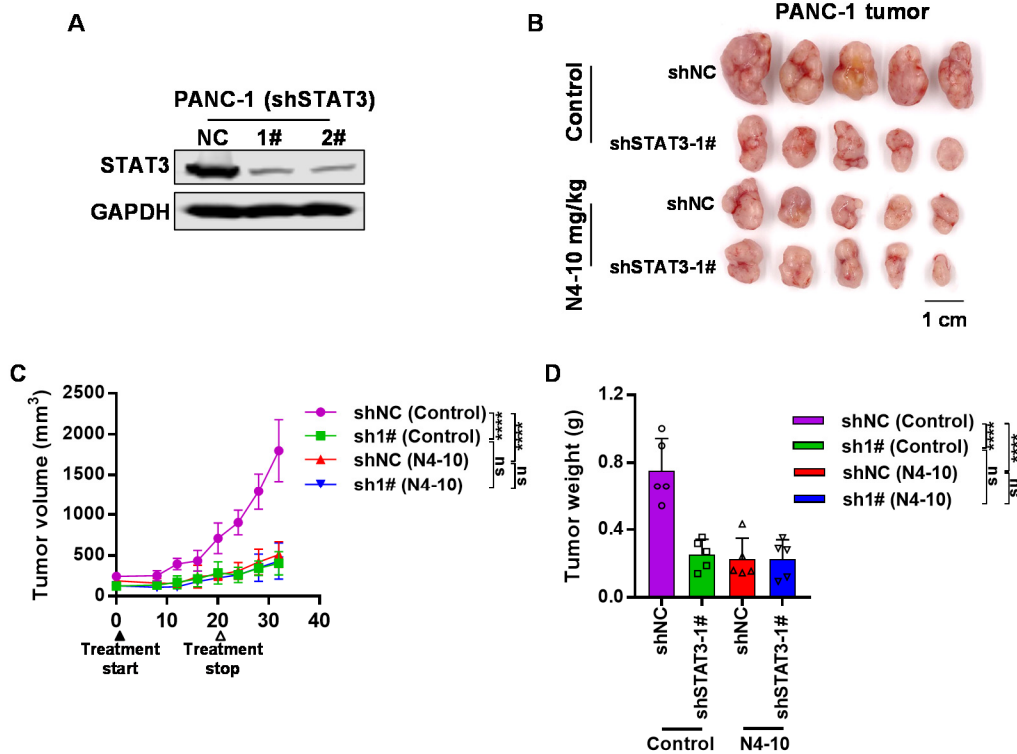 A
PANC-1 (shSTAT3)
NC 1# 2#
STAT3
GAPDH
B
PANC-1 tumor
Control
shNC
shSTAT3-1#
N4-10 mg/kg
shNC
shSTAT3-1#
1 cm
C
Tumor volume (mm³)
2500
2000
1500
1000
500
0
0 10 20 30 40
Treatment start
Treatment stop
shNC (Control)
sh1# (Control)
shNC (N4-10)
sh1# (N4-10)
****
ns
****
ns
D
Tumor weight (g)
1.2
0.8
0.4
0.0
shNC
shSTAT3-1#
shNC
shSTAT3-1#
Control
N4-10
shNC (Control)
sh1# (Control)
shNC (N4-10)
sh1# (N4-10)
****
ns
****
ns